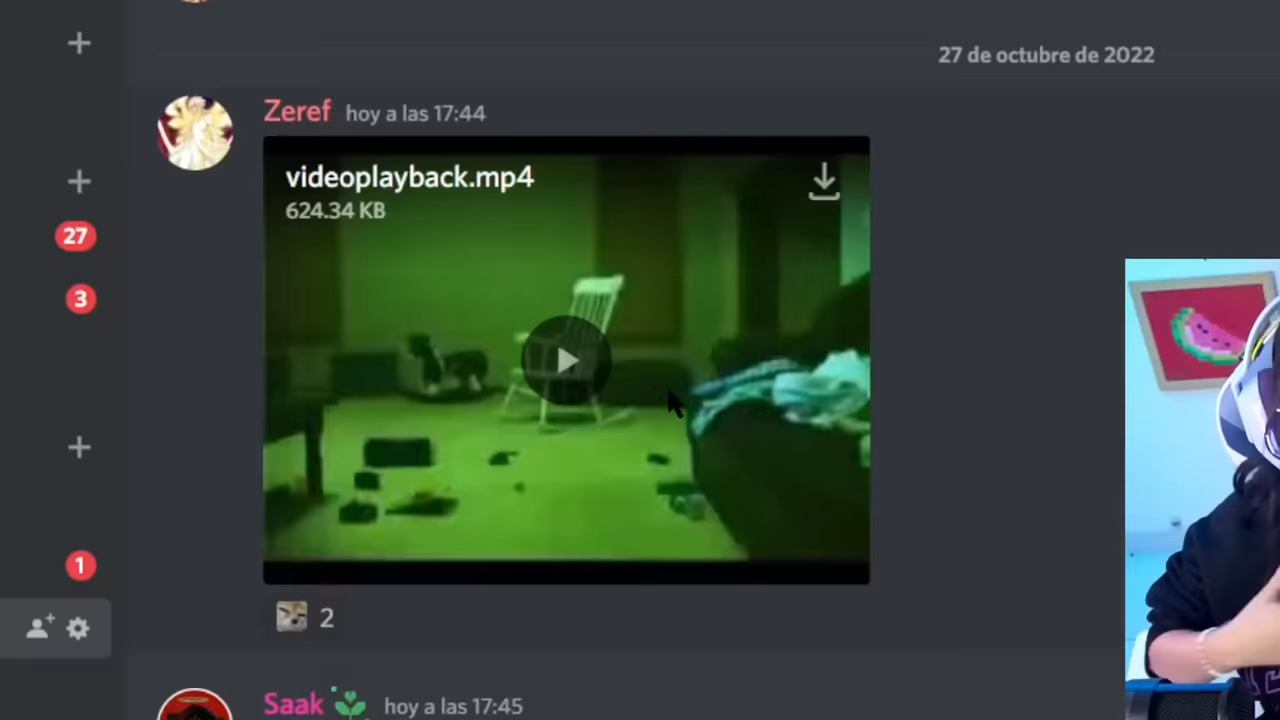 27 de octubre de 2022
Zeref hoy a las 17:44
videoplayback.mp4
624.34 KB
27
3
1
2
Saak hoy a las 17:45